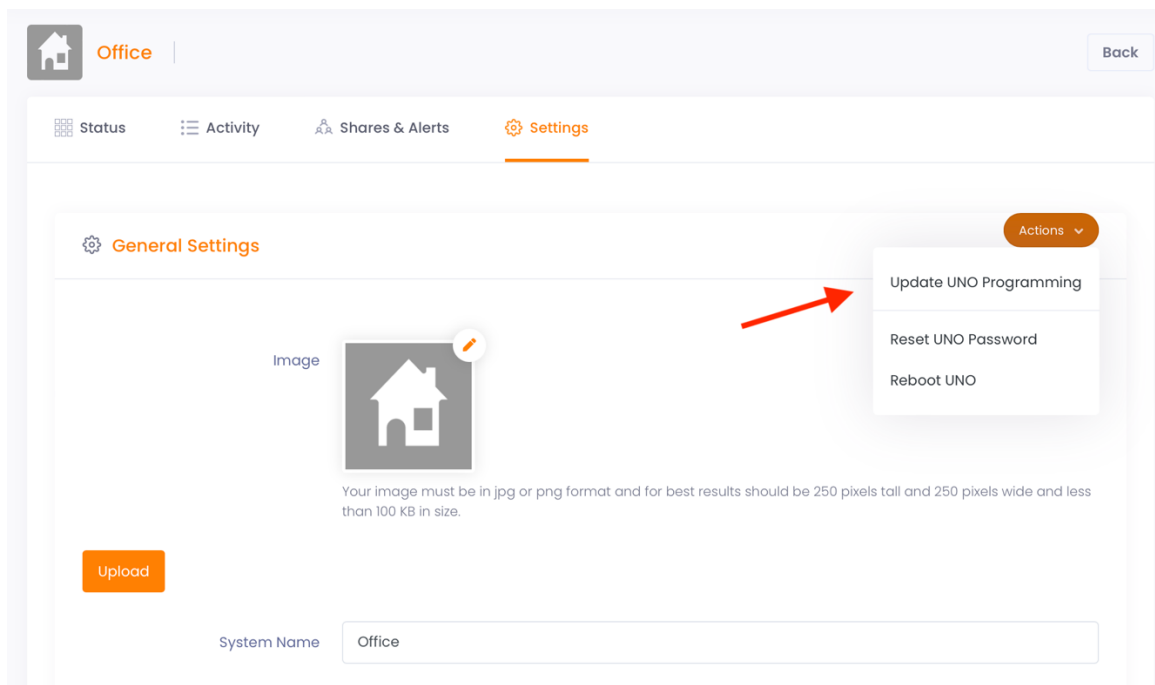 Office
Back
Status
Activity
Shares & Alerts
Settings
General Settings
Actions
Update UNO Programming
Reset UNO Password
Reboot UNO
Image
Your image must be in jpg or png format and for best results should be 250 pixels tall and 250 pixels wide and less
than 100 KB in size.
Upload
System Name
Office